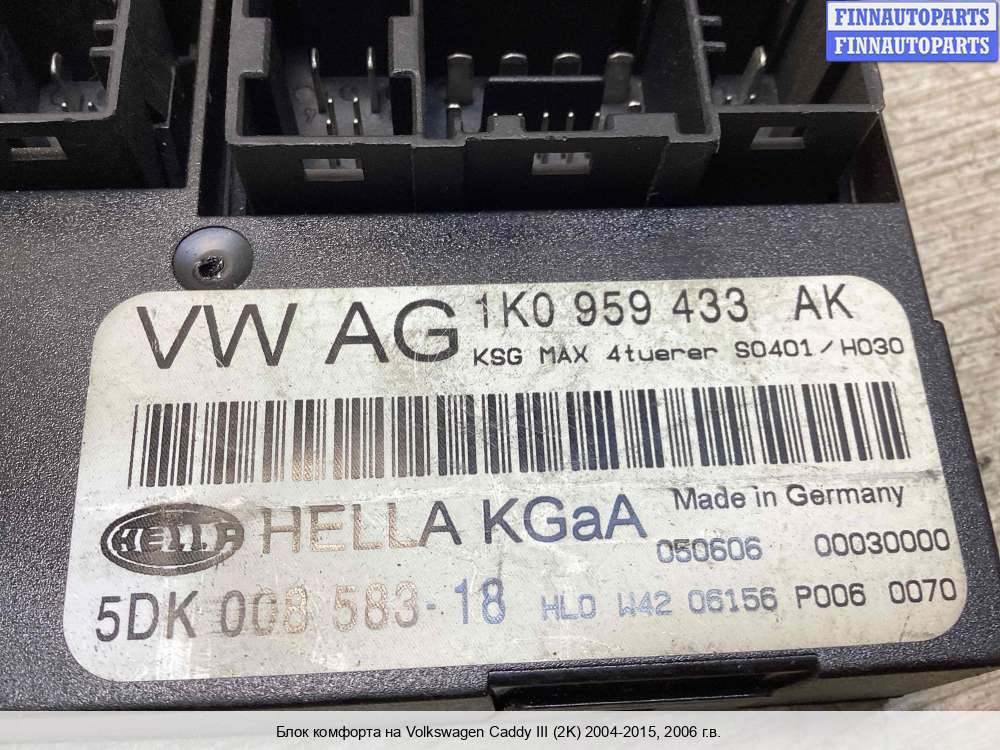 FINNAUTOPARTS
FINNAUTOPARTS
VW AG 1K0 959 433 AK
KSG MAX 4tuerer S0401/H030
HELLA HELLA KGaA Made in Germany
050606 00030000
5DK 008 583-18 HLO W42 06156 P006 0070
Блок комфорта на Volkswagen Caddy III (2K) 2004-2015, 2006 г.в.